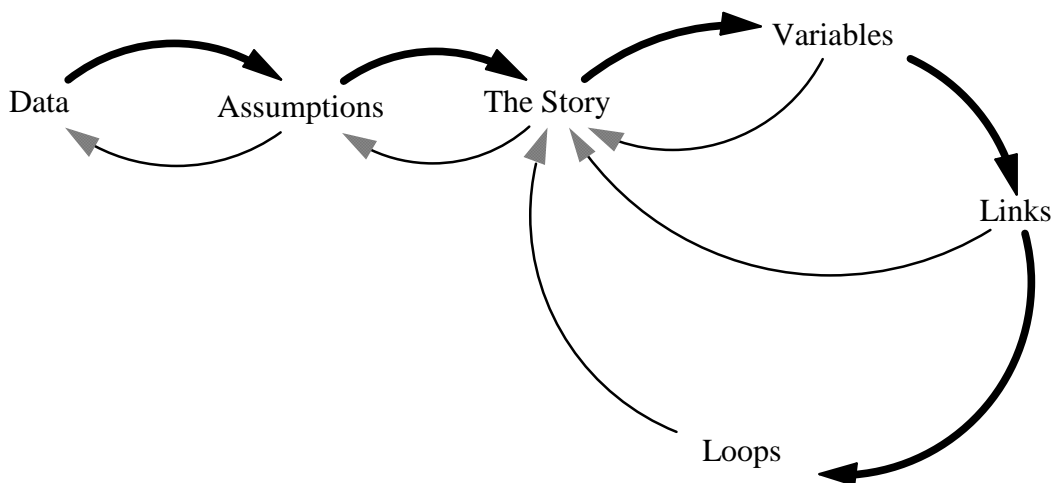 Variables
Data
Assumptions
The Story
Links
Loops